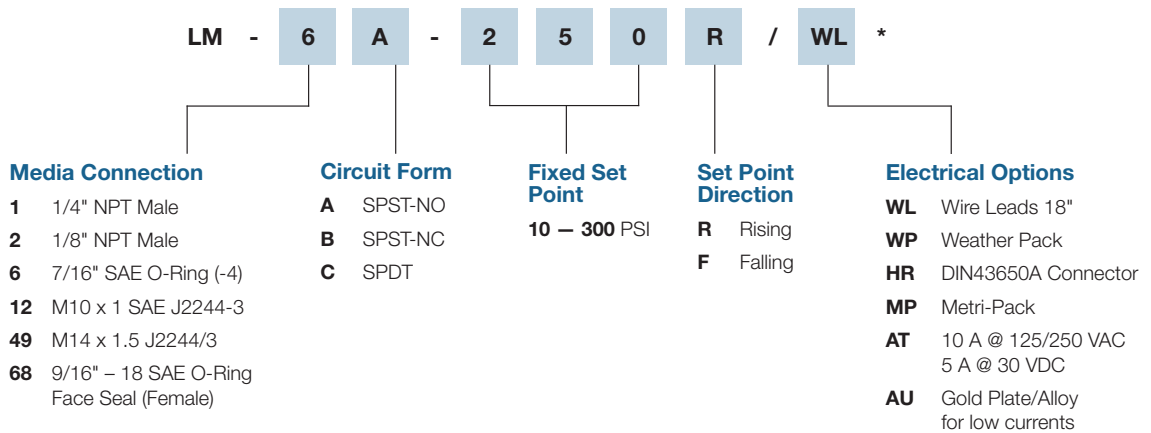 LM - 6 A - 2 5 0 R / WL *
Media Connection
1 1/4" NPT Male
2 1/8" NPT Male
6 7/16" SAE O-Ring (-4)
12 M10 x 1 SAE J2244-3
49 M14 x 1.5 J2244/3
68 9/16" – 18 SAE O-Ring
Face Seal (Female)
Circuit Form
A SPST-NO
B SPST-NC
C SPDT
Fixed Set
Point
10 — 300 PSI
Set Point
Direction
R Rising
F Falling
Electrical Options
WL Wire Leads 18"
WP Weather Pack
HR DIN43650A Connector
MP Metri-Pack
AT 10 A @ 125/250 VAC
5 A @ 30 VDC
AU Gold Plate/Alloy
for low currents